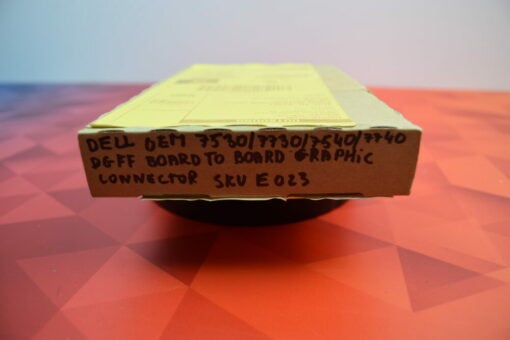 DELL OEM 7530/7730/7540/7740
DGFF BOARD TO BOARD GRAPHIC
CONNECTOR SKU E023